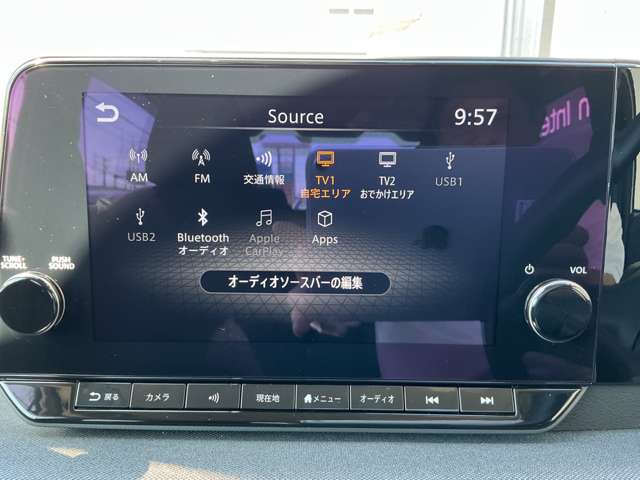 Source
9:57
n Inte
AM
FM
交通情報
TV1
自宅エリア
TV2
おでかけエリア
USB1
USB2
Bluetooth
オーディオ
Apple
CarPlay
Apps
オーディオソースバーの編集
TUNE·
SCROLL
PUSH
SOUND
VOL
戻る
カメラ
現在地
メニュー
オーディオ